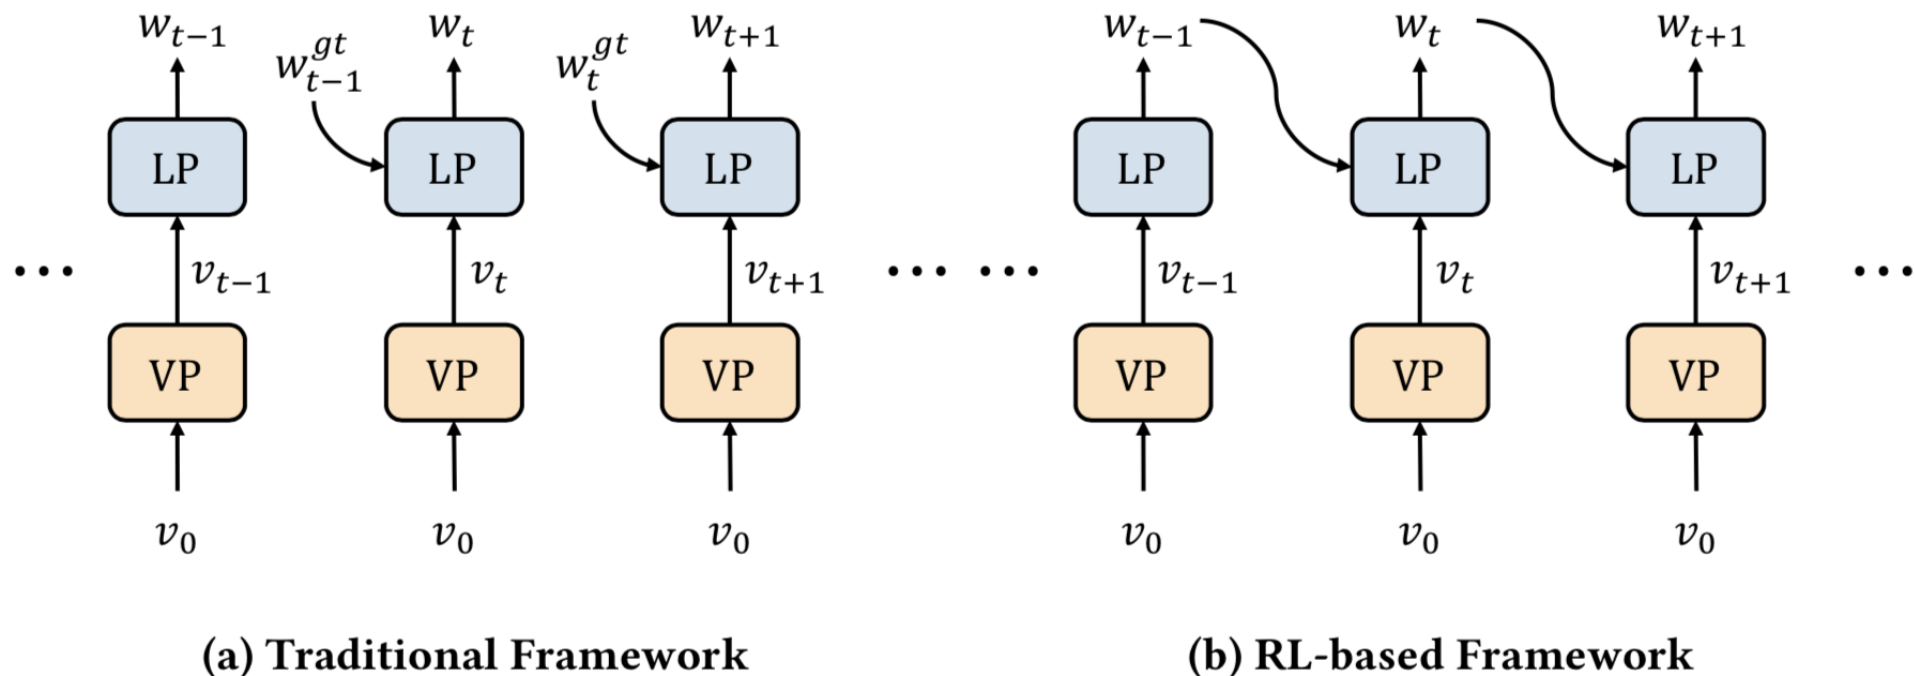 w_{t−1} w_{t−1}^{gt} w_t w_t^{gt} w_{t+1} w_{t−1} w_t w_{t+1}
LP LP LP LP LP LP
... v_{t−1} v_t v_{t+1} ... ... v_{t−1} v_t v_{t+1} ...
VP VP VP VP VP VP
v_0 v_0 v_0 v_0 v_0 v_0
(a) Traditional Framework (b) RL-based Framework